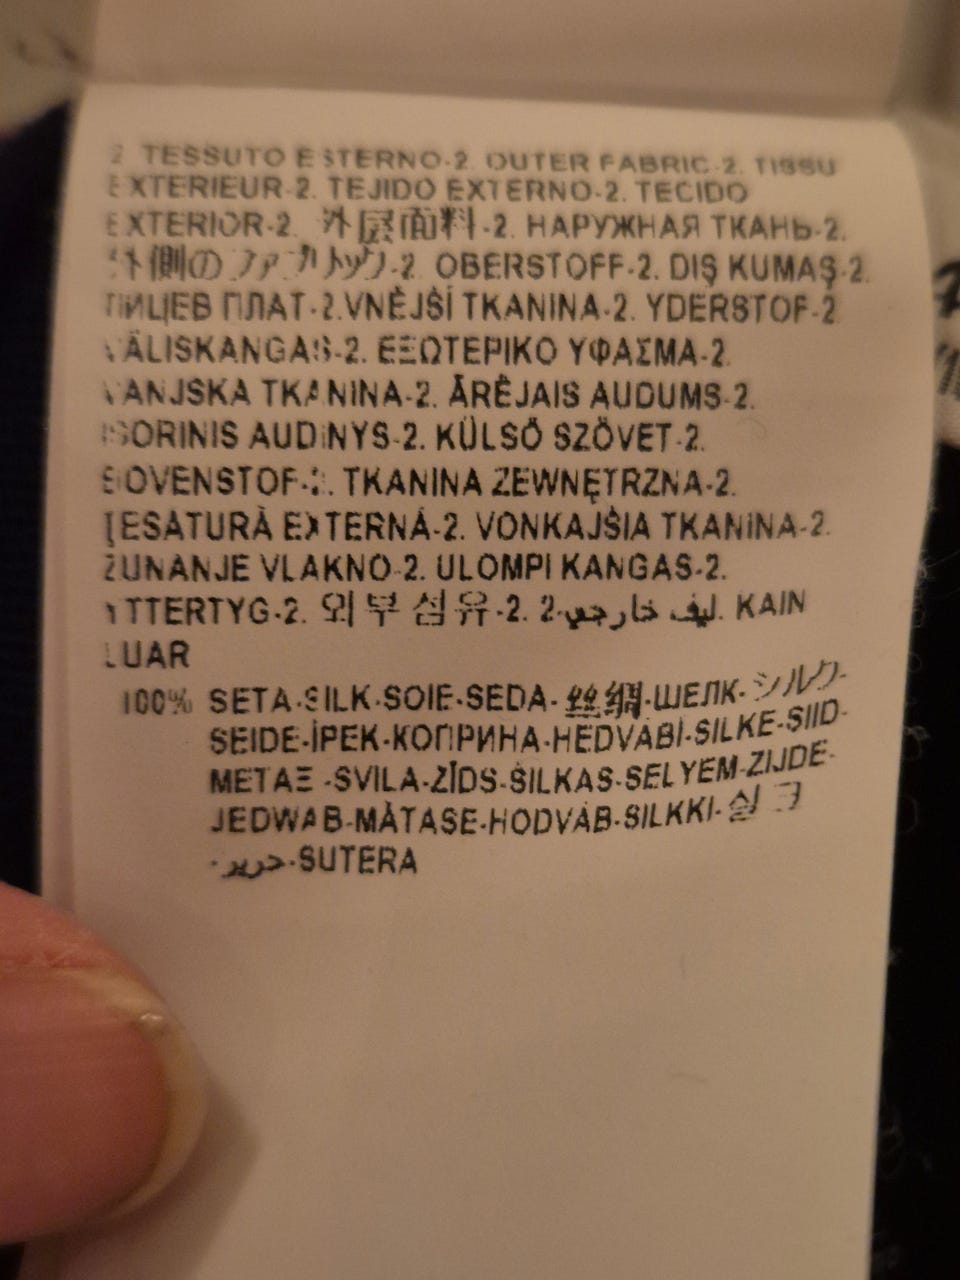 2. TESSUTO ESTERNO-2. OUTER FABRIC-2. TISSU
EXTERIEUR-2. TEJIDO EXTERNO-2. TECIDO
EXTERIOR-2. 外层面料-2. НАРУЖНАЯ ТКАНЬ-2.
外側のファブリック-2. OBERSTOFF-2. DIŞ KUMAŞ-2.
ЛИЦЕВ ПЛАТ-2.VNĚJŠÍ TKANINA-2. YDERSTOF-2
VÄLISKANGAS-2. ΕΞΩΤΕΡΙΚΟ ΥΦΑΣΜΑ-2.
VANJSKA TKANINA-2. ĀRĒJAIS AUDUMS-2.
IŠORINIS AUDINYS-2. KÜLSŐ SZÖVET-2.
BOVENSTOF-2. TKANINA ZEWNĘTRZNA-2.
ŢESATURĂ EXTERNĂ-2. VONKAJŠIA TKANINA-2.
ZUNANJE VLAKNO-2. ULOMPI KANGAS-2.
YTTERTYG-2. 외부섬유-2. ليف خارجي-2. KAIN
LUAR
100% SETA-SILK-SOIE-SEDA-丝绸-ШЕЛК-シルク-
SEIDE-İPEK-КОПРИНА-HEDVÁBÍ-SILKE-SIID-
ΜΕΤΑΞ -SVILA-ZĪDS-ŠILKAS-SELYEM-ZIJDE-
JEDWAB-MĂTASE-HODVÁB-SILKKI-실크
-حرير-SUTERA